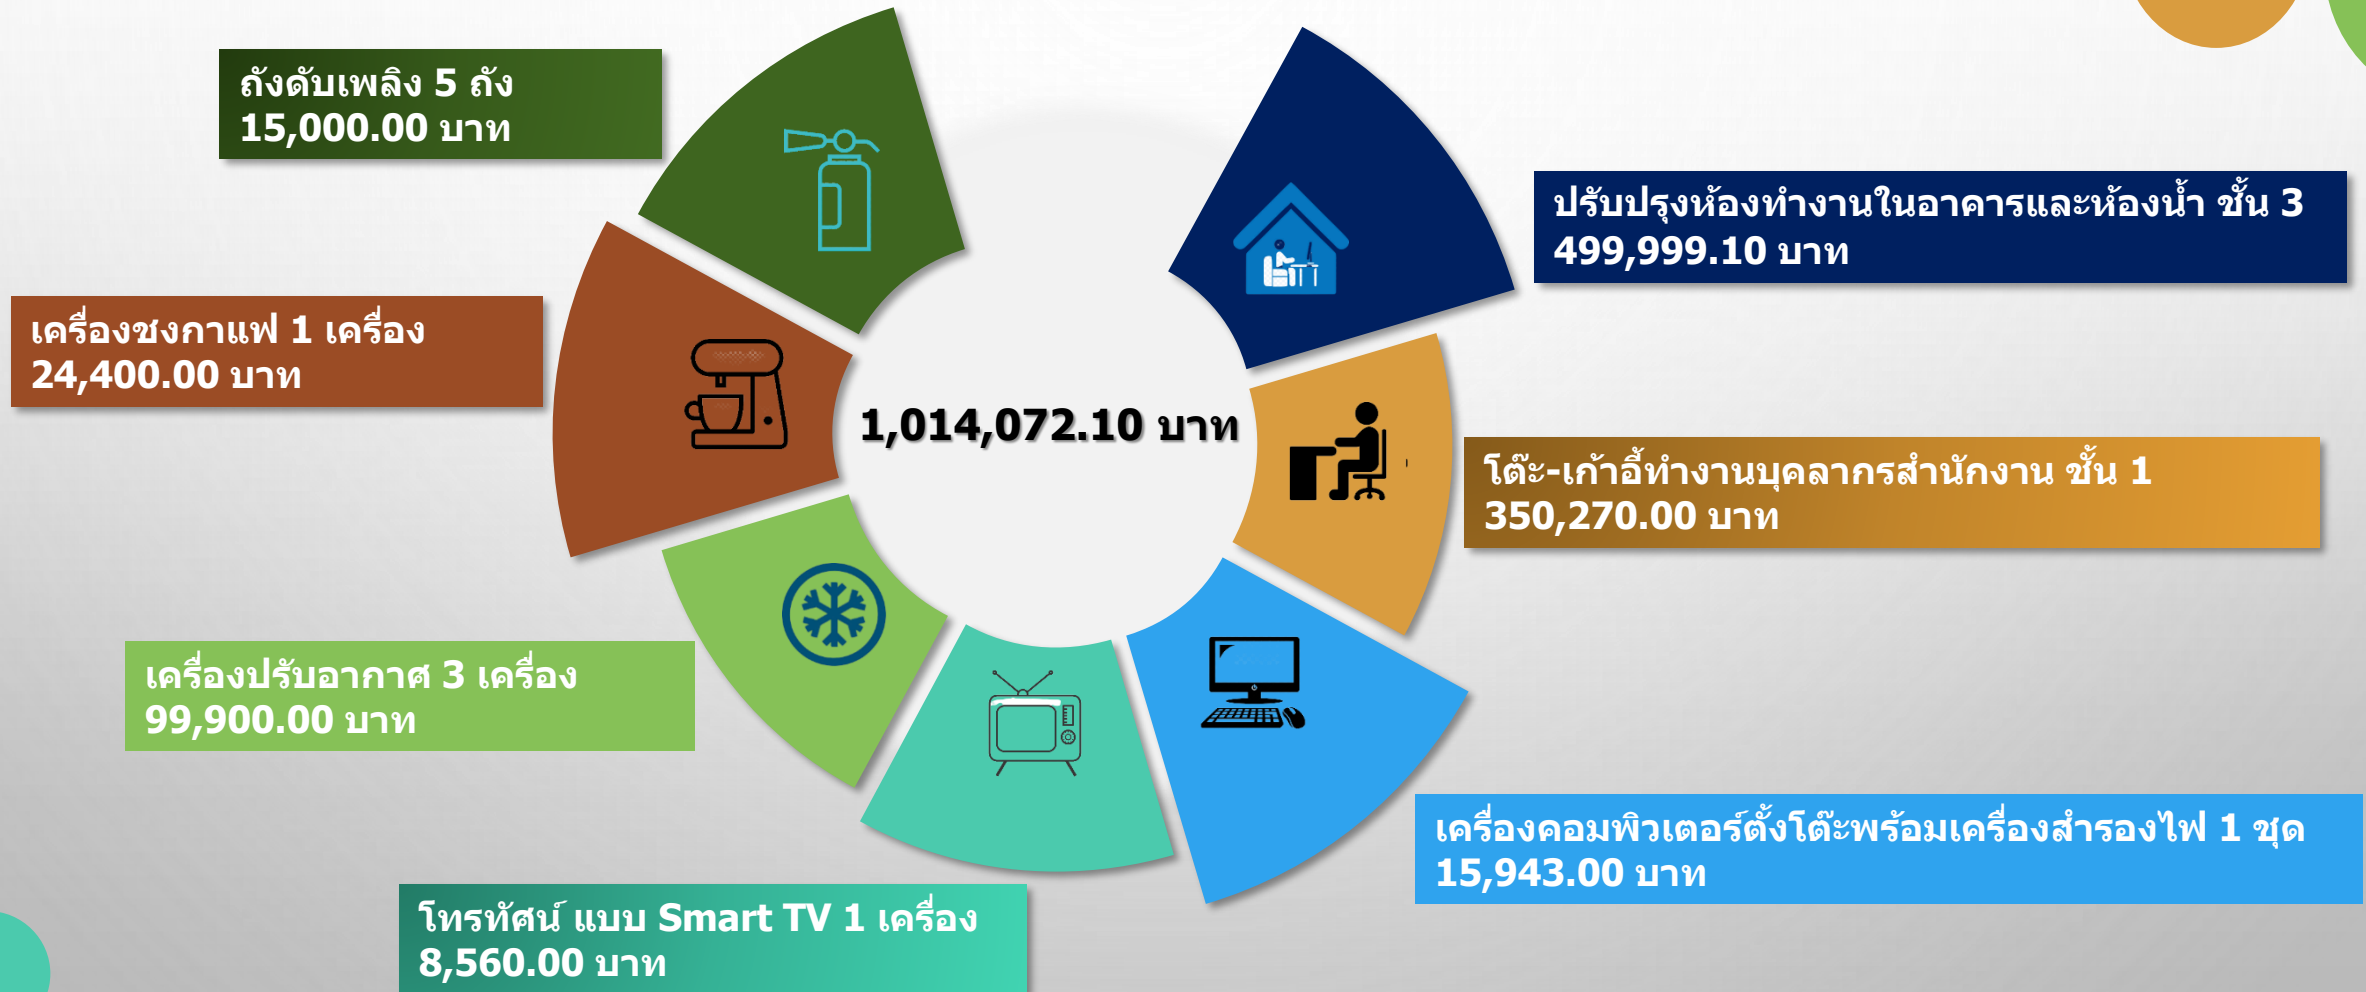 ถังดับเพลิง 5 ถัง
15,000.00 บาท
ปรับปรุงห้องทำงานในอาคารและห้องน้ำ ชั้น 3
499,999.10 บาท
เครื่องชงกาแฟ 1 เครื่อง
24,400.00 บาท
1,014,072.10 บาท
โต๊ะ-เก้าอี้ทำงานบุคลากรสำนักงาน ชั้น 1
350,270.00 บาท
เครื่องปรับอากาศ 3 เครื่อง
99,900.00 บาท
เครื่องคอมพิวเตอร์ตั้งโต๊ะพร้อมเครื่องสำรองไฟ 1 ชุด
15,943.00 บาท
โทรทัศน์ แบบ Smart TV 1 เครื่อง
8,560.00 บาท